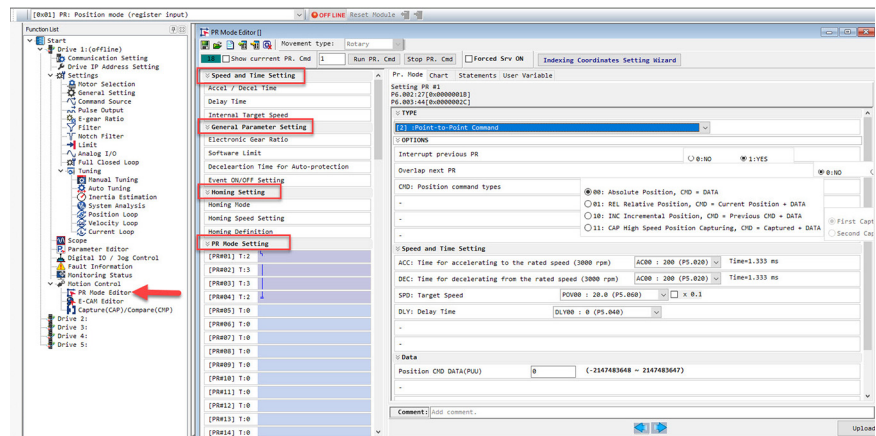 [0x01] PR: Position mode (register input)
OFF LINE
Reset Module
Function List
Start
Drive 1:(offline)
Communication Setting
Drive IP Address Setting
Settings
Motor Selection
General Setting
Command Source
Pulse Output
E-gear Ratio
Filter
Notch Filter
Limit
Analog I/O
Full Closed Loop
Tuning
Manual Tuning
Auto Tuning
Inertia Estimation
System Analysis
Position Loop
Velocity Loop
Current Loop
Scope
Parameter Editor
Digital IO / Jog Control
Fault Information
Monitoring Status
Motion Control
PR Mode Editor
E-CAM Editor
Capture(CAP)/Compare(CMP)
Drive 2:
Drive 3:
Drive 4:
Drive 5:
PR Mode Editor []
Movement type: Rotary
Show currrent PR. Cmd 1 Run PR. Cmd Stop PR. Cmd Forced Srv ON Indexing Coordinates Setting Wizard
Speed and Time Setting
Accel / Decel Time
Delay Time
Internal Target Speed
General Parameter Setting
Electronic Gear Ratio
Software Limit
Deceleartion Time for Auto-protection
Event ON/OFF Setting
Homing Setting
Homing Mode
Homing Speed Setting
Homing Definition
PR Mode Setting
[PR#01] T:2
[PR#02] T:3
[PR#03] T:3
[PR#04] T:2
[PR#05] T:0
[PR#06] T:0
[PR#07] T:0
[PR#08] T:0
[PR#09] T:0
[PR#10] T:0
[PR#11] T:0
[PR#12] T:0
[PR#13] T:0
[PR#14] T:0
Pr. Mode Chart Statements User Variable
Setting PR #1
P6.002:27[0x0000001B]
P6.003:44[0x0000002C]
TYPE
[2] :Point-to-Point Command
OPTIONS
Interrupt previous PR 0:NO 1:YES
Overlap next PR 0:NO
CMD: Position command types
00: Absolute Position, CMD = DATA
01: REL Relative Position, CMD = Current Position + DATA
10: INC Incremental Position, CMD = Previous CMD + DATA
11: CAP High Speed Position Capturing, CMD = Captured + DATA
-
-
-
First Capt
Second Cap
Speed and Time Setting
ACC: Time for accelerating to the rated speed (3000 rpm) AC00 : 200 (P5.020) Time=1.333 ms
DEC: Time for decelerating from the rated speed (3000 rpm) AC00 : 200 (P5.020) Time=1.333 ms
SPD: Target Speed POV00 : 20.0 (P5.060) x 0.1
DLY: Delay Time DLY00 : 0 (P5.040)
-
-
Data
Position CMD DATA(PUU) 0 (-2147483648 ~ 2147483647)
-
-
Comment: Add comment.
Upload